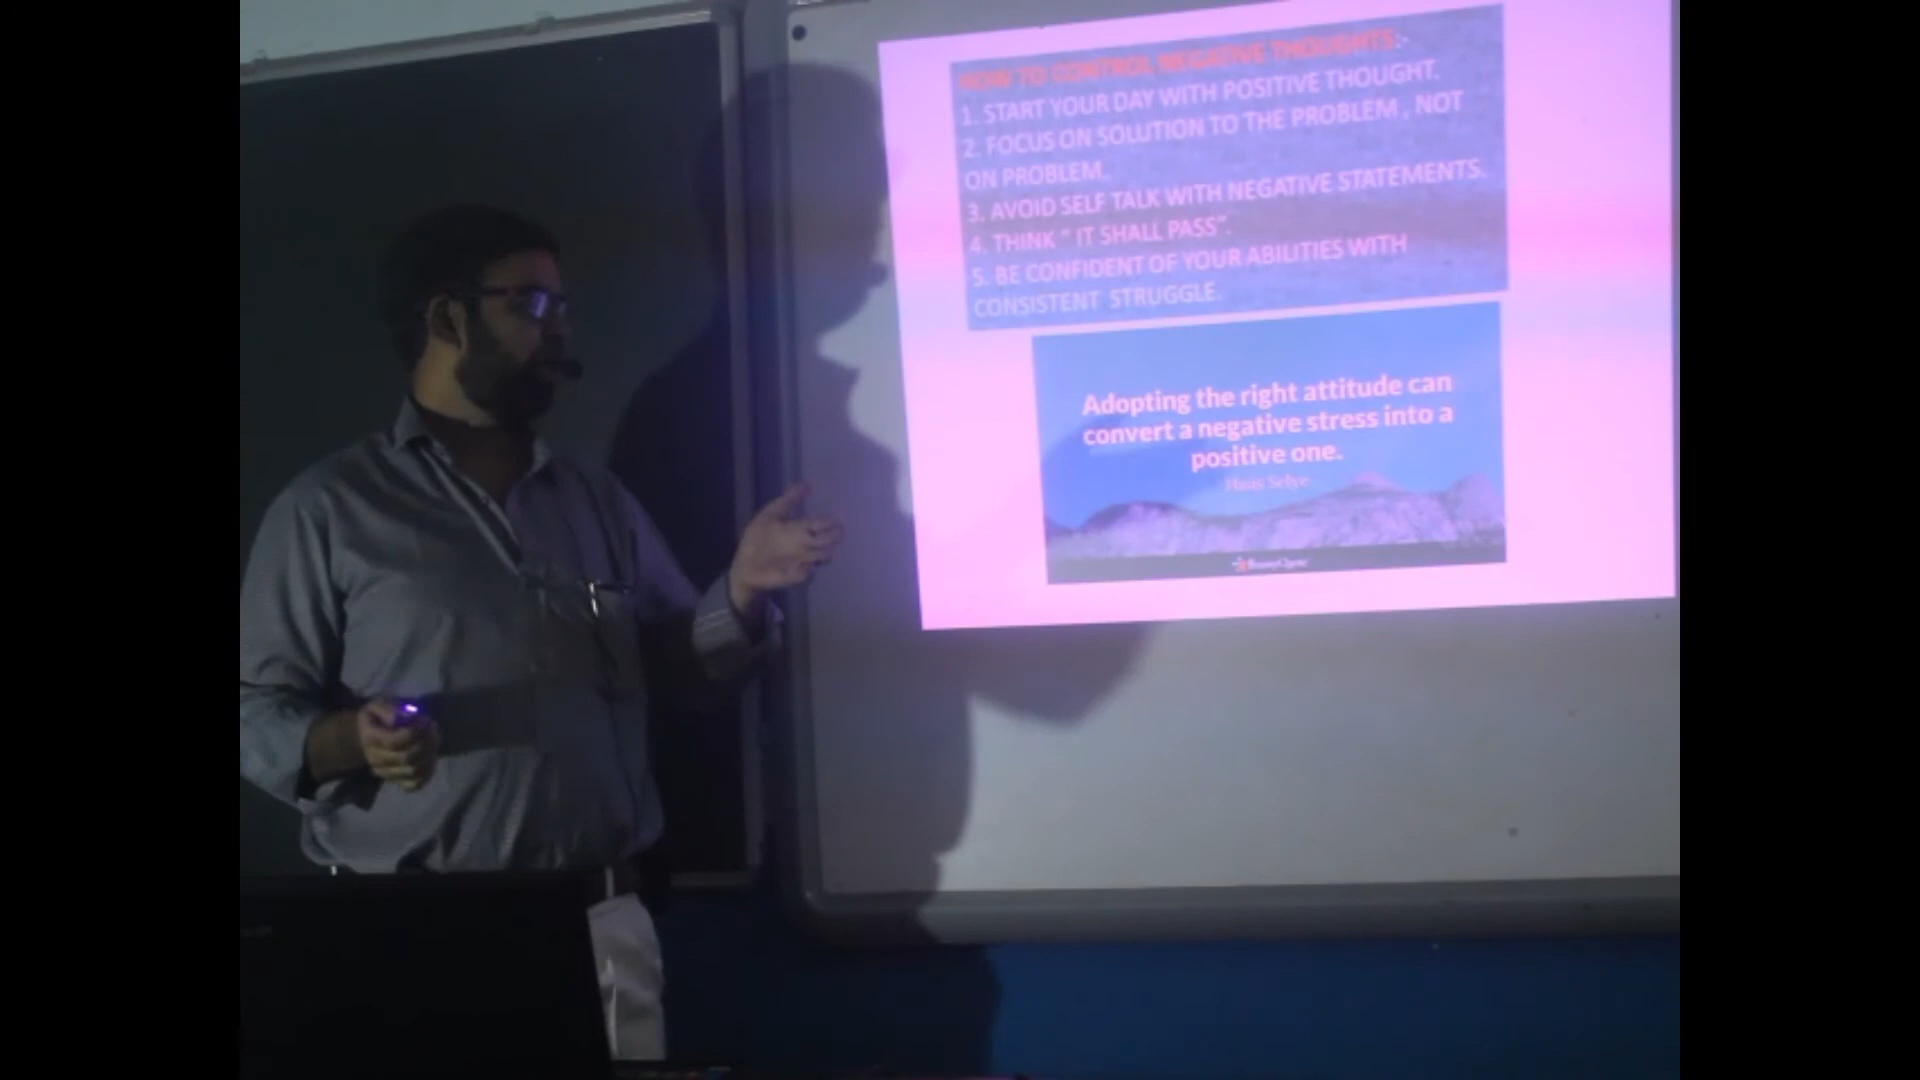 HOW TO CONTROL NEGATIVE THOUGHTS:-
1. START YOUR DAY WITH POSITIVE THOUGHT.
2. FOCUS ON SOLUTION TO THE PROBLEM , NOT
ON PROBLEM.
3. AVOID SELF TALK WITH NEGATIVE STATEMENTS.
4. THINK " IT SHALL PASS".
5. BE CONFIDENT OF YOUR ABILITIES WITH
CONSISTENT STRUGGLE.
Adopting the right attitude can
convert a negative stress into a
positive one.
Hans Selye
BrainyQuote